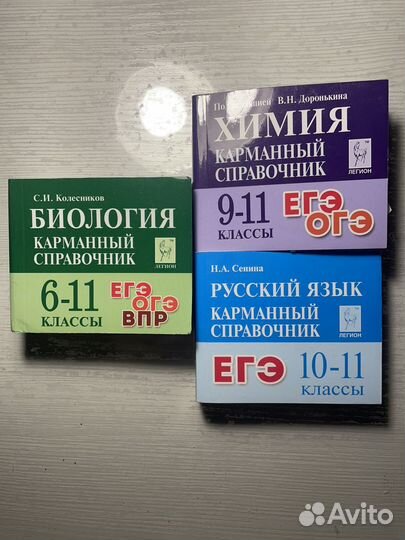 С.И. Колесников
БИОЛОГИЯ
КАРМАННЫЙ
СПРАВОЧНИК
ЛЕГИОН
6-11
КЛАССЫ
ЕГЭ
ОГЭ
ВПР
В.Н. Доронькина
ХИМИЯ
КАРМАННЫЙ
СПРАВОЧНИК
ЛЕГИОН
9-11
КЛАССЫ
ЕГЭ
ОГЭ
Н.А. Сенина
РУССКИЙ ЯЗЫК
КАРМАННЫЙ
СПРАВОЧНИК
ЛЕГИОН
ЕГЭ
10-11
КЛАССЫ
Avito